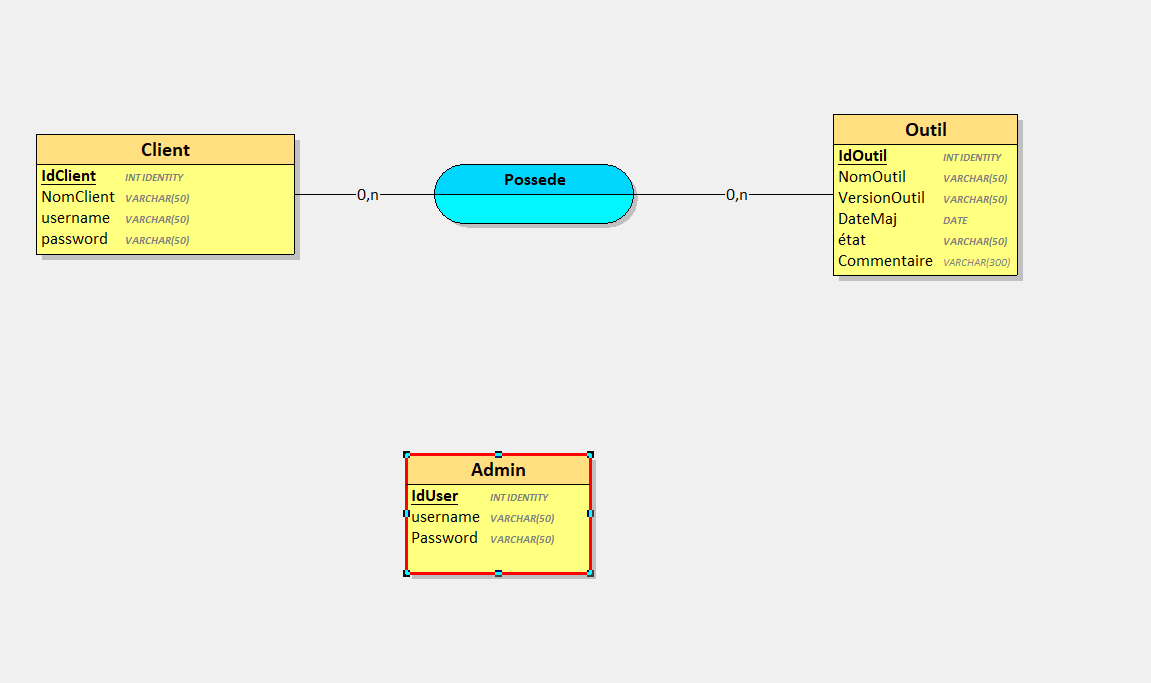 Client
IdClient INT IDENTITY
NomClient VARCHAR(50)
username VARCHAR(50)
password VARCHAR(50)
0,n
Possede
0,n
Outil
IdOutil INT IDENTITY
NomOutil VARCHAR(50)
VersionOutil VARCHAR(50)
DateMaj DATE
état VARCHAR(50)
Commentaire VARCHAR(300)
Admin
IdUser INT IDENTITY
username VARCHAR(50)
Password VARCHAR(50)